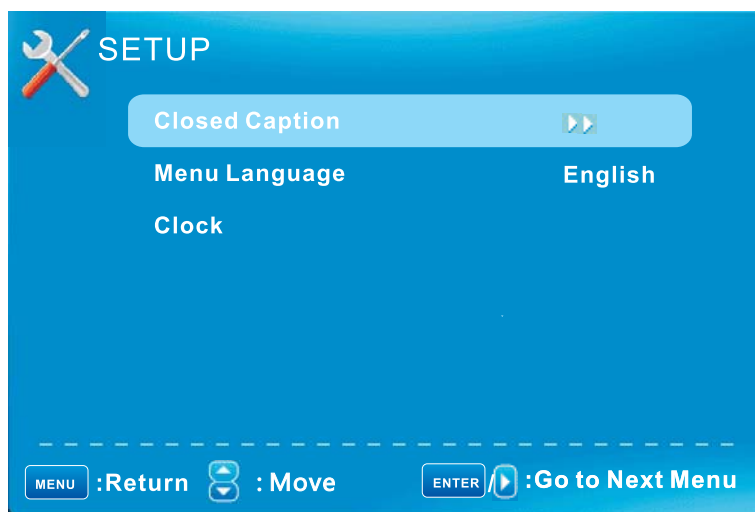 SETUP
Closed Caption
Menu Language English
Clock
MENU :Return : Move ENTER / :Go to Next Menu